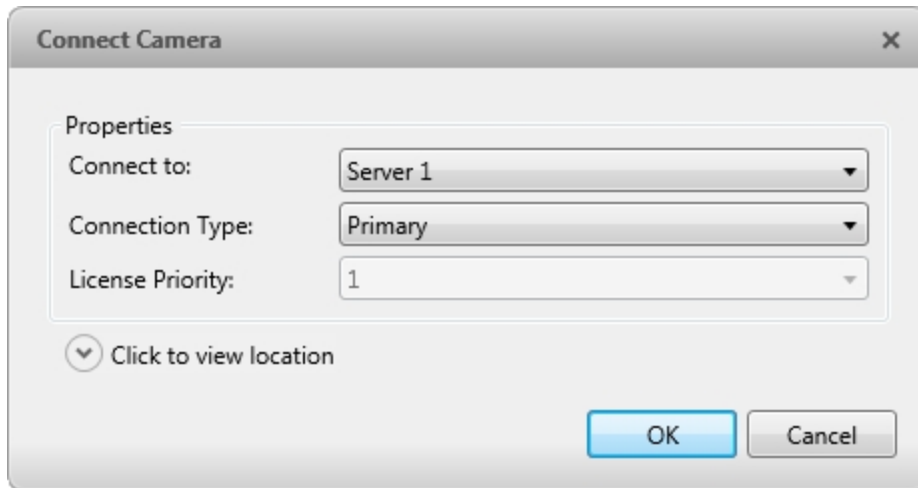 Connect Camera
Properties
Connect to:
Server 1
Connection Type:
Primary
License Priority:
1
Click to view location
OK
Cancel